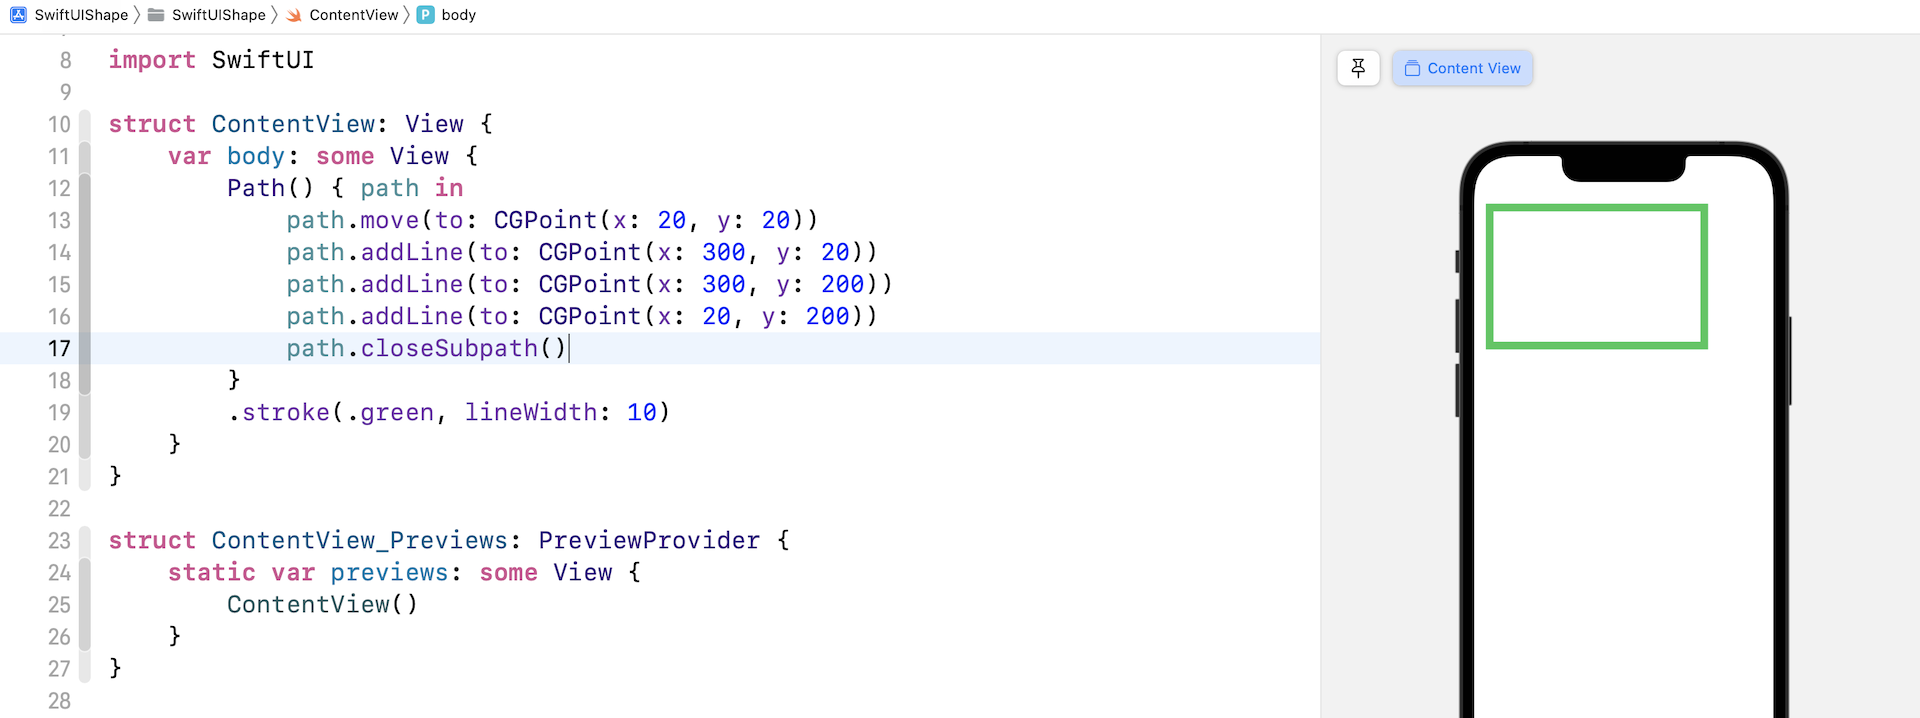 SwiftUIShape 〉 SwiftUIShape 〉 ContentView 〉 P body
8 import SwiftUI
9
10 struct ContentView: View {
11     var body: some View {
12         Path() { path in
13             path.move(to: CGPoint(x: 20, y: 20))
14             path.addLine(to: CGPoint(x: 300, y: 20))
15             path.addLine(to: CGPoint(x: 300, y: 200))
16             path.addLine(to: CGPoint(x: 20, y: 200))
17             path.closeSubpath()
18         }
19         .stroke(.green, lineWidth: 10)
20     }
21 }
22
23 struct ContentView_Previews: PreviewProvider {
24     static var previews: some View {
25         ContentView()
26     }
27 }
28
Content View